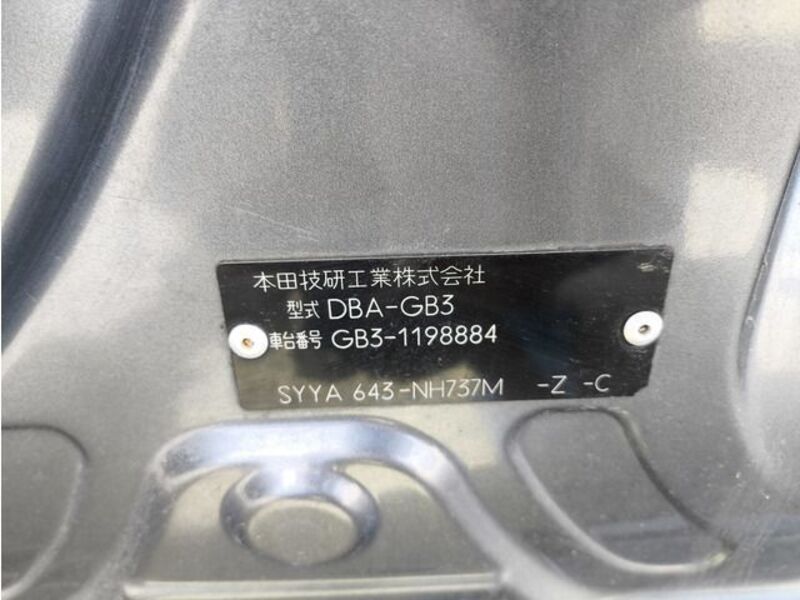 本田技研工業株式会社
型式 DBA-GB3
車台番号 GB3-1198884
SYYA 643-NH737M -Z -C